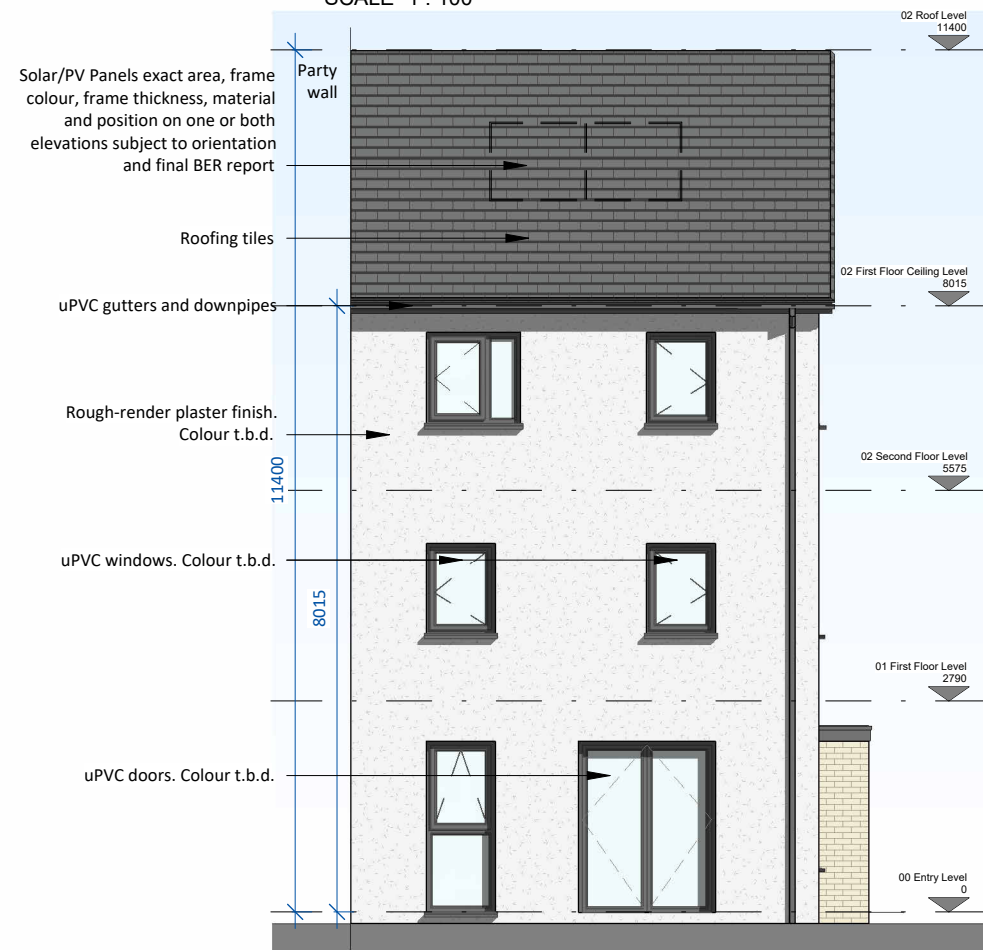 SCALE 1 : 100
02 Roof Level
11400
Solar/PV Panels exact area, frame
colour, frame thickness, material
and position on one or both
elevations subject to orientation
and final BER report
Party
wall
Roofing tiles
02 First Floor Ceiling Level
8015
uPVC gutters and downpipes
Rough-render plaster finish.
Colour t.b.d.
02 Second Floor Level
5575
11400
uPVC windows. Colour t.b.d.
8015
01 First Floor Level
2790
uPVC doors. Colour t.b.d.
00 Entry Level
0